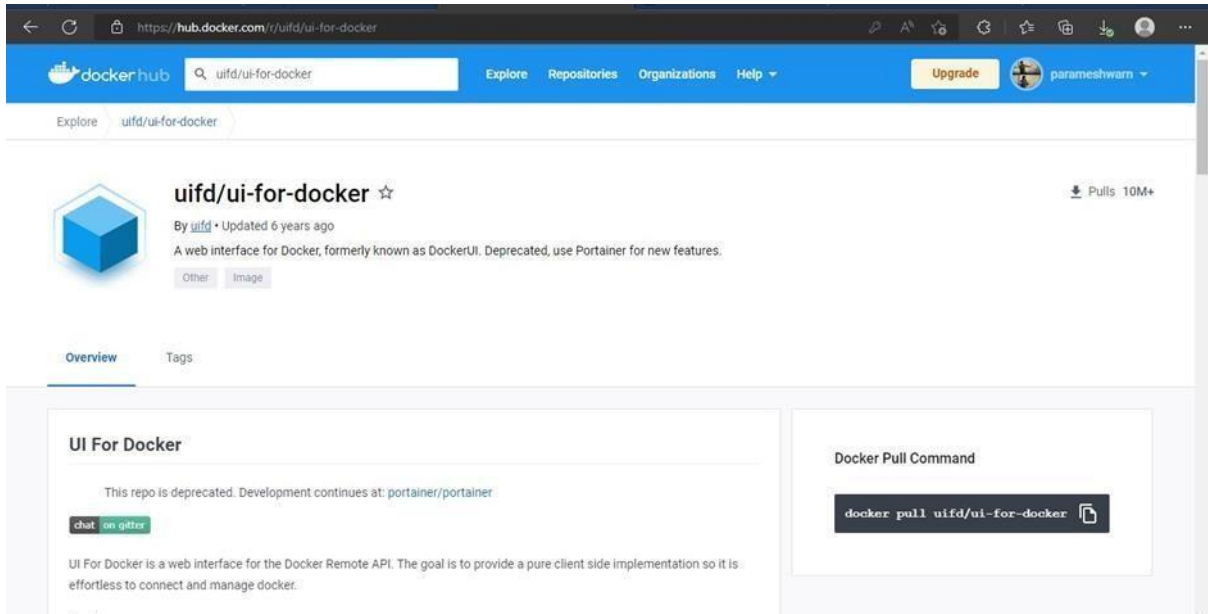 https://hub.docker.com/r/uifd/ui-for-docker
dockerhub
uifd/ui-for-docker
Explore Repositories Organizations Help
Upgrade
parameshwarn
Explore uifd/ui-for-docker
uifd/ui-for-docker
Pulls 10M+
By uifd • Updated 6 years ago
A web interface for Docker, formerly known as DockerUI. Deprecated, use Portainer for new features.
Other Image
Overview Tags
UI For Docker
This repo is deprecated. Development continues at: portainer/portainer
chat on gitter
UI For Docker is a web interface for the Docker Remote API. The goal is to provide a pure client side implementation so it is
effortless to connect and manage docker.
Docker Pull Command
docker pull uifd/ui-for-docker